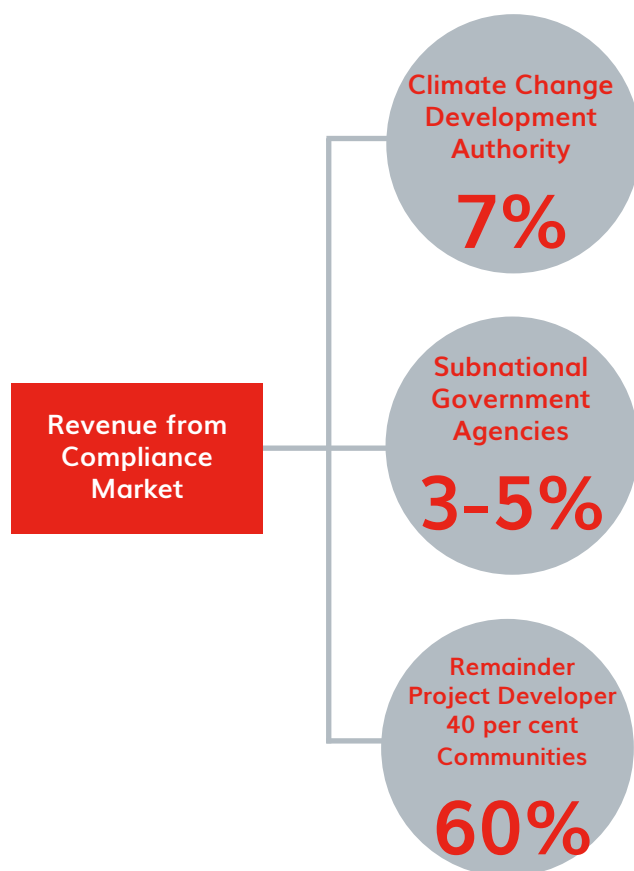 Climate Change
Development
Authority
7%
Revenue from
Compliance
Market
Subnational
Government
Agencies
3-5%
Remainder
Project Developer
40 per cent
Communities
60%